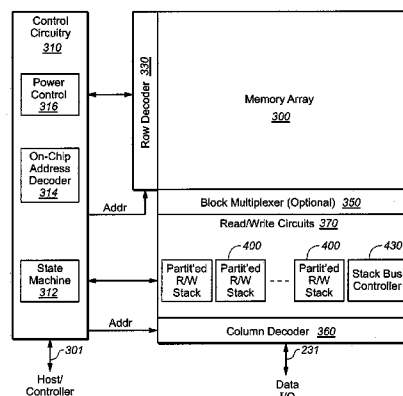 Control
Circuitry
310
Power
Control
316
On-Chip
Address
Decoder
314
State
Machine
312
Addr
Addr
301
Host/
Controller
Row Decoder 330
Memory Array
300
Block Multiplexer (Optional) 350
Read/Write Circuits 370
400
400
430
Partit'ed
R/W
Stack
Partit'ed
R/W
Stack
Partit'ed
R/W
Stack
Stack Bus
Controller
Column Decoder 360
231
Data
I/O